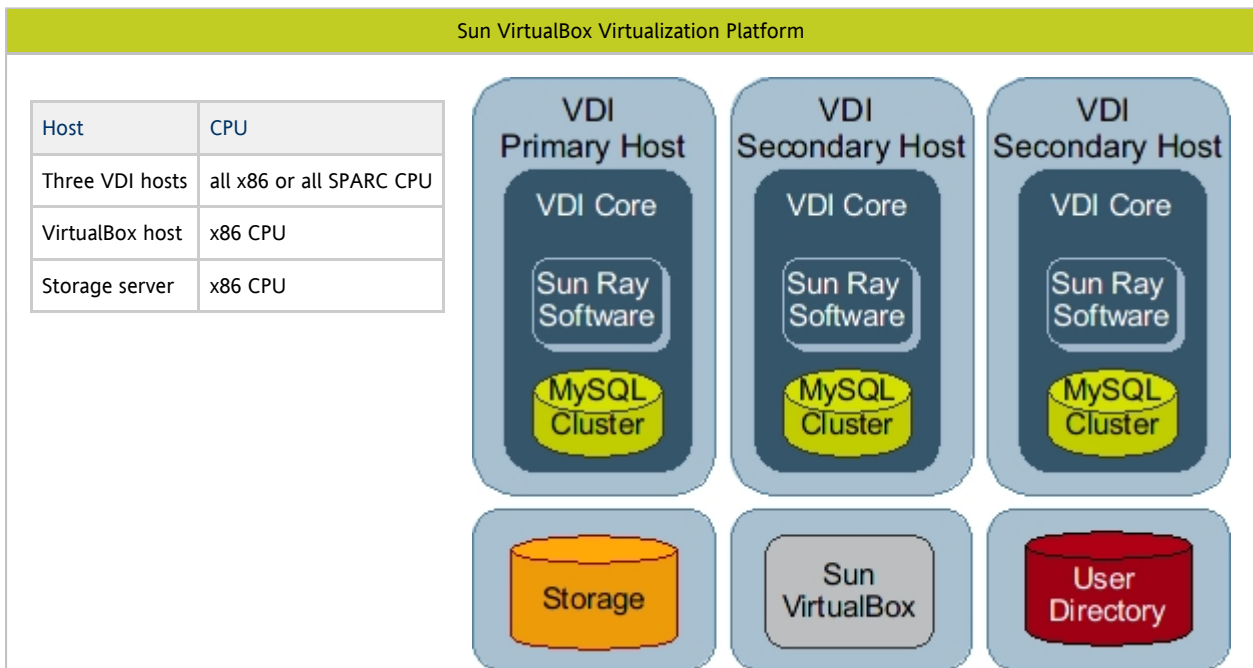 Sun VirtualBox Virtualization Platform
Host CPU
Three VDI hosts all x86 or all SPARC CPU
VirtualBox host x86 CPU
Storage server x86 CPU
VDI
Primary Host
VDI Core
Sun Ray
Software
MySQL
Cluster
VDI
Secondary Host
VDI Core
Sun Ray
Software
MySQL
Cluster
VDI
Secondary Host
VDI Core
Sun Ray
Software
MySQL
Cluster
Storage
Sun
VirtualBox
User
Directory